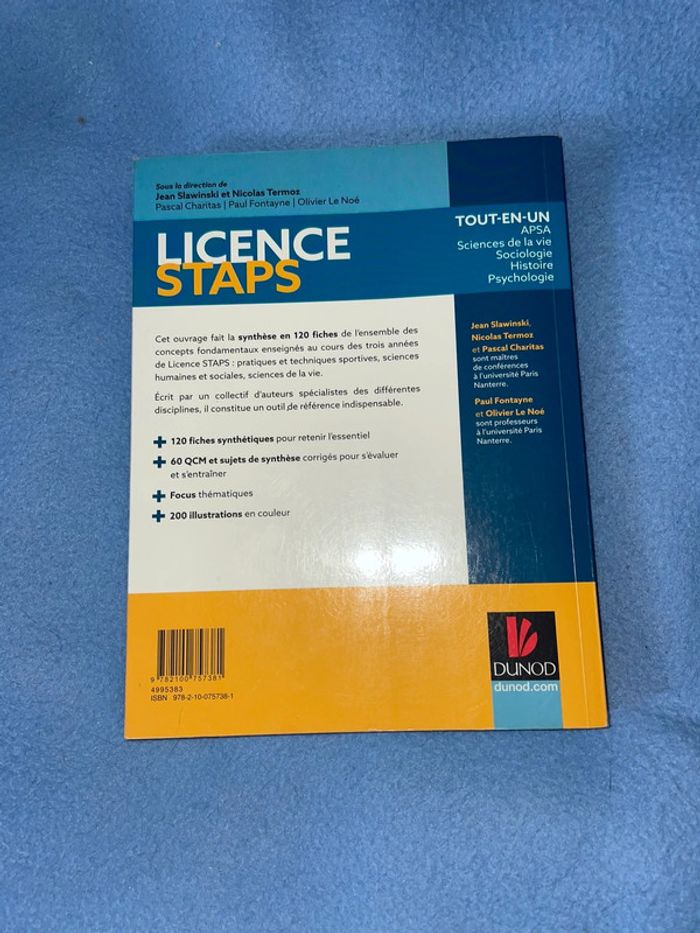 Sous la direction de
Jean Slawinski et Nicolas Termoz
Pascal Charitas | Paul Fontayne | Olivier Le Noé
LICENCE
STAPS
TOUT-EN-UN
APSA
Sciences de la vie
Sociologie
Histoire
Psychologie
Cet ouvrage fait la synthèse en 120 fiches de l'ensemble des
concepts fondamentaux enseignés au cours des trois années
de Licence STAPS : pratiques et techniques sportives, sciences
humaines et sociales, sciences de la vie.
Écrit par un collectif d'auteurs spécialistes des différentes
disciplines, il constitue un outil de référence indispensable.
+ 120 fiches synthétiques pour retenir l'essentiel
+ 60 QCM et sujets de synthèse corrigés pour s'évaluer
et s'entraîner
+ Focus thématiques
+ 200 illustrations en couleur
Jean Slawinski,
Nicolas Termoz
et Pascal Charitas
sont maîtres
de conférences
à l'université Paris
Nanterre.
Paul Fontayne
et Olivier Le Noé
sont professeurs
à l'université Paris
Nanterre.
9 782100 757381
4995383
ISBN 978-2-10-075738-1
DUNOD
dunod.com